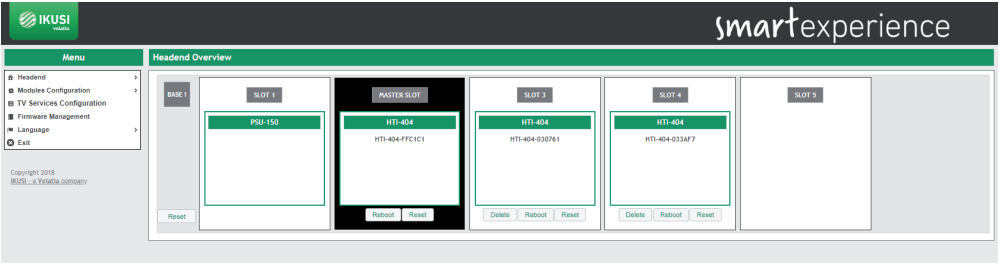 IKUSI
velatia
smartexperience
Menu
Headend
Modules Configuration
TV Services Configuration
Firmware Management
Language
Exit
Copyright 2018
IKUSI - a Velatia company
Headend Overview
BASE 1
Reset
SLOT 1
PSU-150
MASTER SLOT
HTI-404
HTI-404-FFC1C1
Reboot Reset
SLOT 3
HTI-404
HTI-404-030761
Delete Reboot Reset
SLOT 4
HTI-404
HTI-404-033AF7
Delete Reboot Reset
SLOT 5